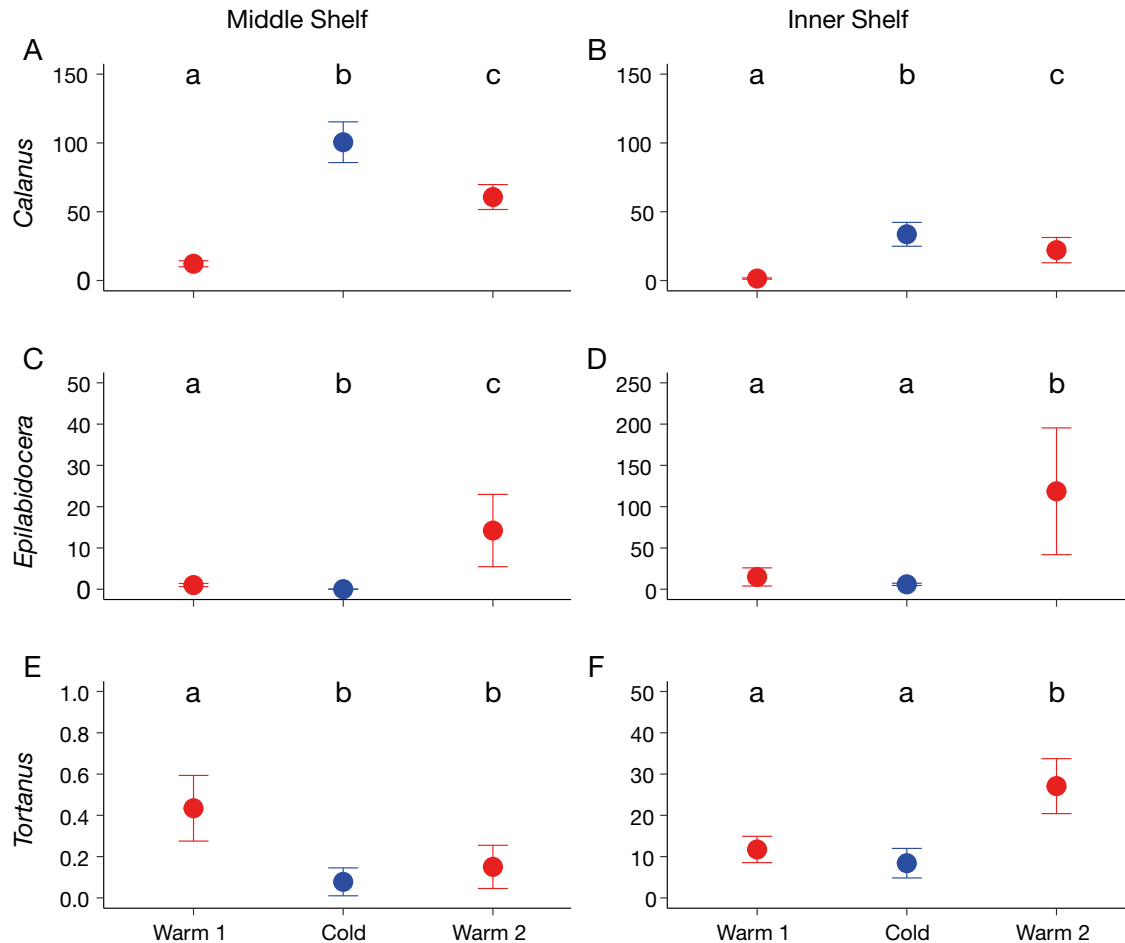 Middle Shelf Inner Shelf
A B
a b c a b c
150 150
100 100
50 50
0 0
Calanus
C D
a b c a a b
50 250
40 200
30 150
20 100
10 50
0 0
Epilabidocera
E F
a b b a a b
1.0 50
0.8 40
0.6 30
0.4 20
0.2 10
0.0 0
Tortanus
Warm 1 Cold Warm 2 Warm 1 Cold Warm 2